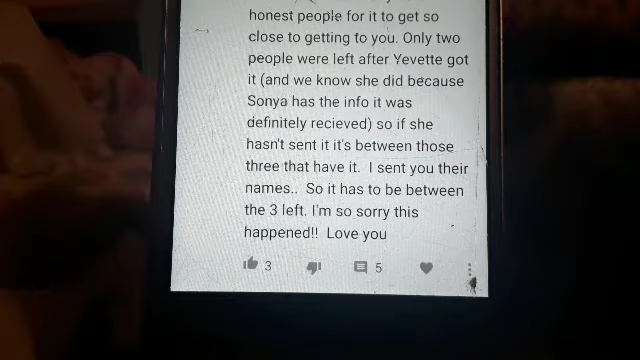 honest people for it to get so
close to getting to you. Only two
people were left after Yevette got
it (and we know she did because
Sonya has the info it was
definitely recieved) so if she
hasn't sent it it's between those
three that have it.  I sent you their
names..  So it has to be between
the 3 left. I'm so sorry this
happened!!  Love you
3
5